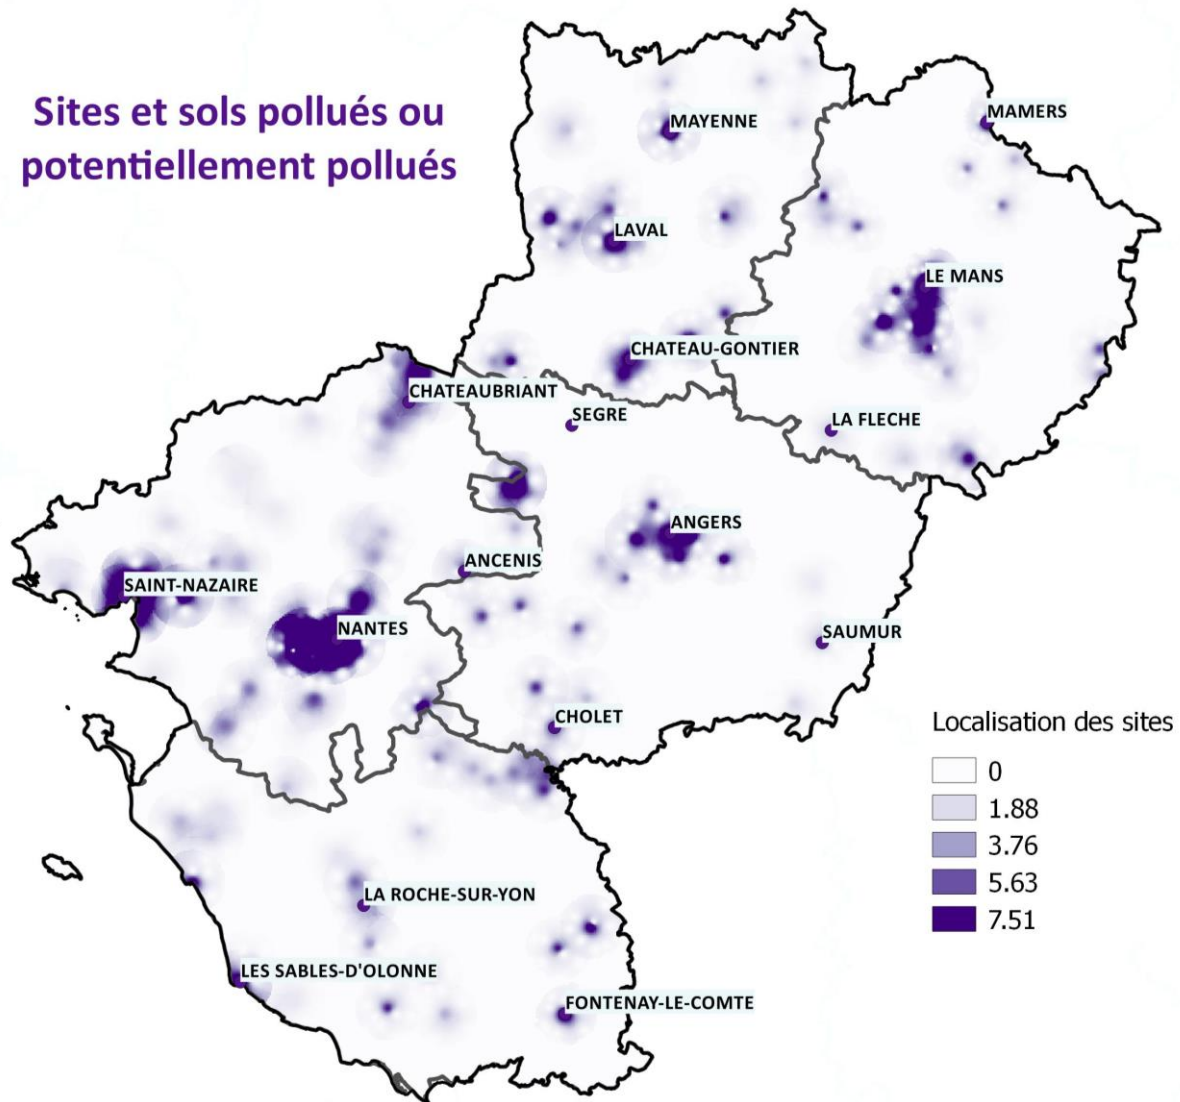 Sites et sols pollués ou
potentiellement pollués
MAYENNE
MAMERS
LAVAL
LE MANS
CHATEAU-GONTIER
CHATEAUBRIANT
SEGRE
LA FLECHE
ANGERS
ANCENIS
SAINT-NAZAIRE
NANTES
SAUMUR
CHOLET
Localisation des sites
0
1.88
3.76
5.63
7.51
LA ROCHE-SUR-YON
LES SABLES-D'OLONNE
FONTENAY-LE-COMTE